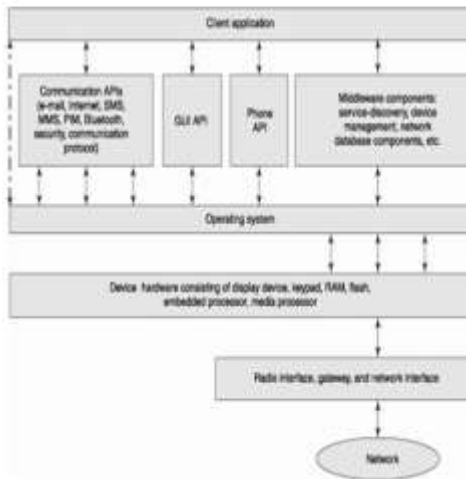 Client application
Communication APIs
(e-mail, Internet, SMS,
MMS, PIM, Bluetooth,
security, communication
protocol)
GUI API
Phone
API
Middleware components:
service-discovery, device
management, network
database components, etc.
Operating system
Device hardware consisting of display device, keypad, RAM, flash,
embedded processor, media processor
Radio interface, gateway, and network interface
Network